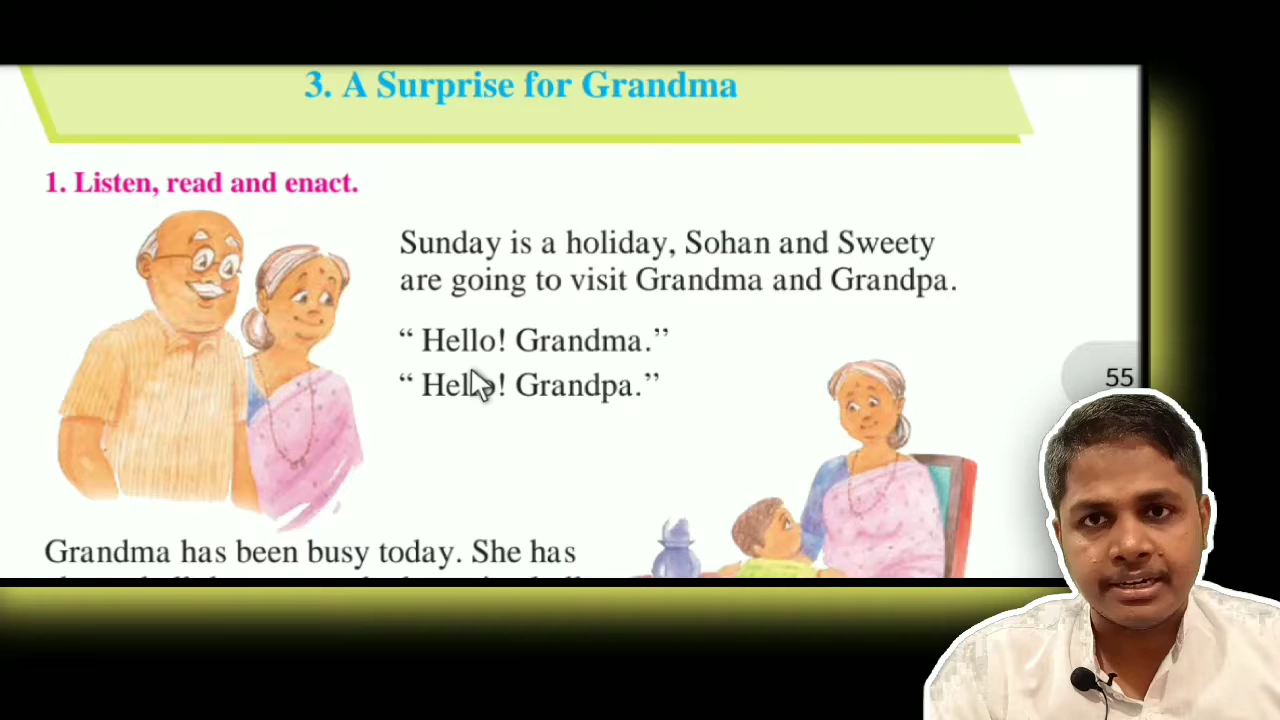 3. A Surprise for Grandma
1. Listen, read and enact.
Sunday is a holiday, Sohan and Sweety
are going to visit Grandma and Grandpa.
“ Hello! Grandma.”
“ Hello! Grandpa.”
55
Grandma has been busy today. She has